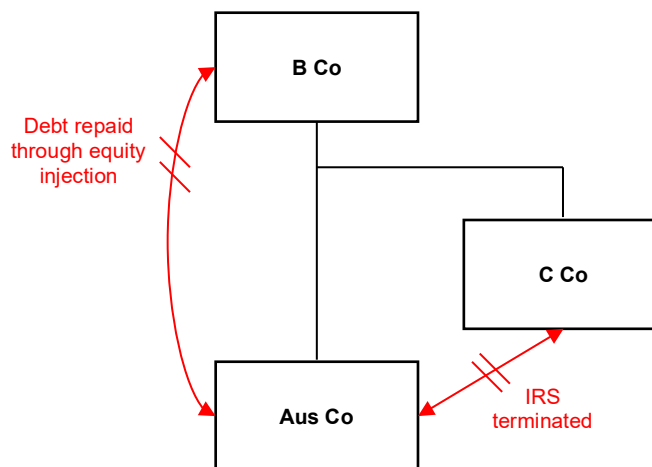 B Co
Debt repaid
through equity
injection
C Co
Aus Co
IRS
terminated